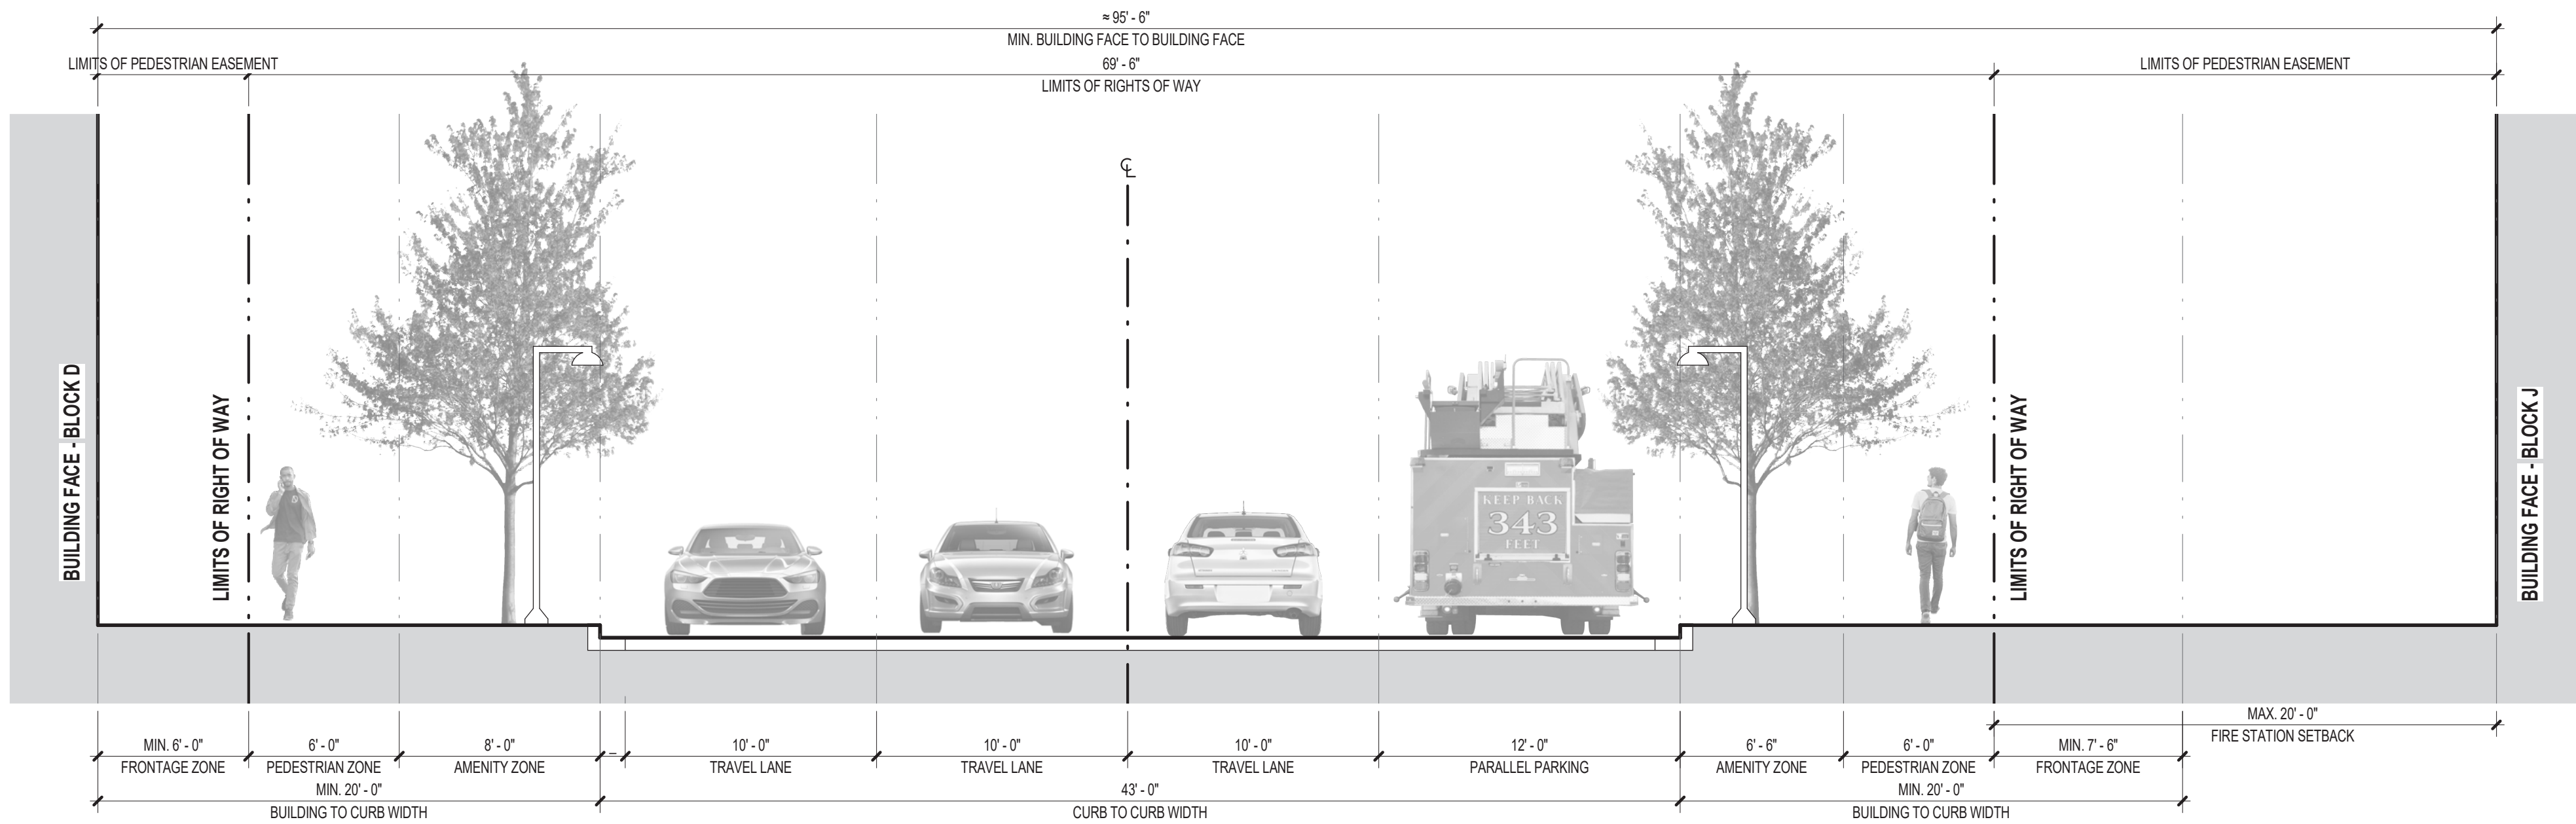 ≈ 95' - 6"
MIN. BUILDING FACE TO BUILDING FACE
LIMITS OF PEDESTRIAN EASEMENT
69' - 6"
LIMITS OF RIGHTS OF WAY
LIMITS OF PEDESTRIAN EASEMENT
℄
BUILDING FACE - BLOCK D
LIMITS OF RIGHT OF WAY
KEEP BACK
343
FEET
LIMITS OF RIGHT OF WAY
BUILDING FACE - BLOCK J
MAX. 20' - 0"
FIRE STATION SETBACK
MIN. 6' - 0"
FRONTAGE ZONE
6' - 0"
PEDESTRIAN ZONE
8' - 0"
AMENITY ZONE
10' - 0"
TRAVEL LANE
10' - 0"
TRAVEL LANE
10' - 0"
TRAVEL LANE
12' - 0"
PARALLEL PARKING
6' - 6"
AMENITY ZONE
6' - 0"
PEDESTRIAN ZONE
MIN. 7' - 6"
FRONTAGE ZONE
MIN. 20' - 0"
BUILDING TO CURB WIDTH
43' - 0"
CURB TO CURB WIDTH
MIN. 20' - 0"
BUILDING TO CURB WIDTH